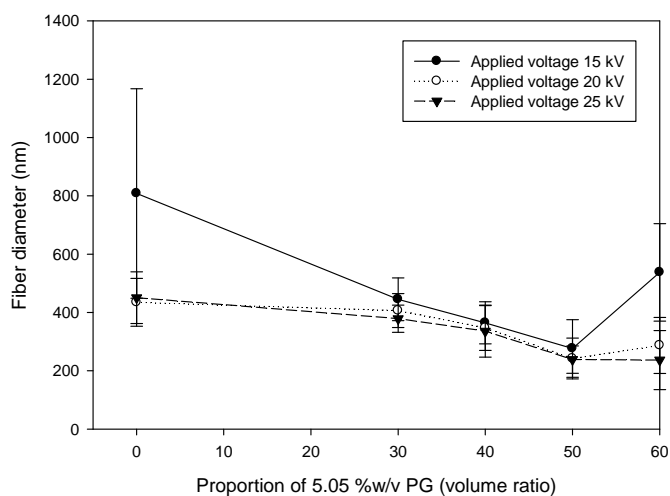 1400
1200
1000
800
600
400
200
0
Fiber diameter (nm)
Applied voltage 15 kV
Applied voltage 20 kV
Applied voltage 25 kV
0 10 20 30 40 50 60
Proportion of 5.05 %w/v PG (volume ratio)